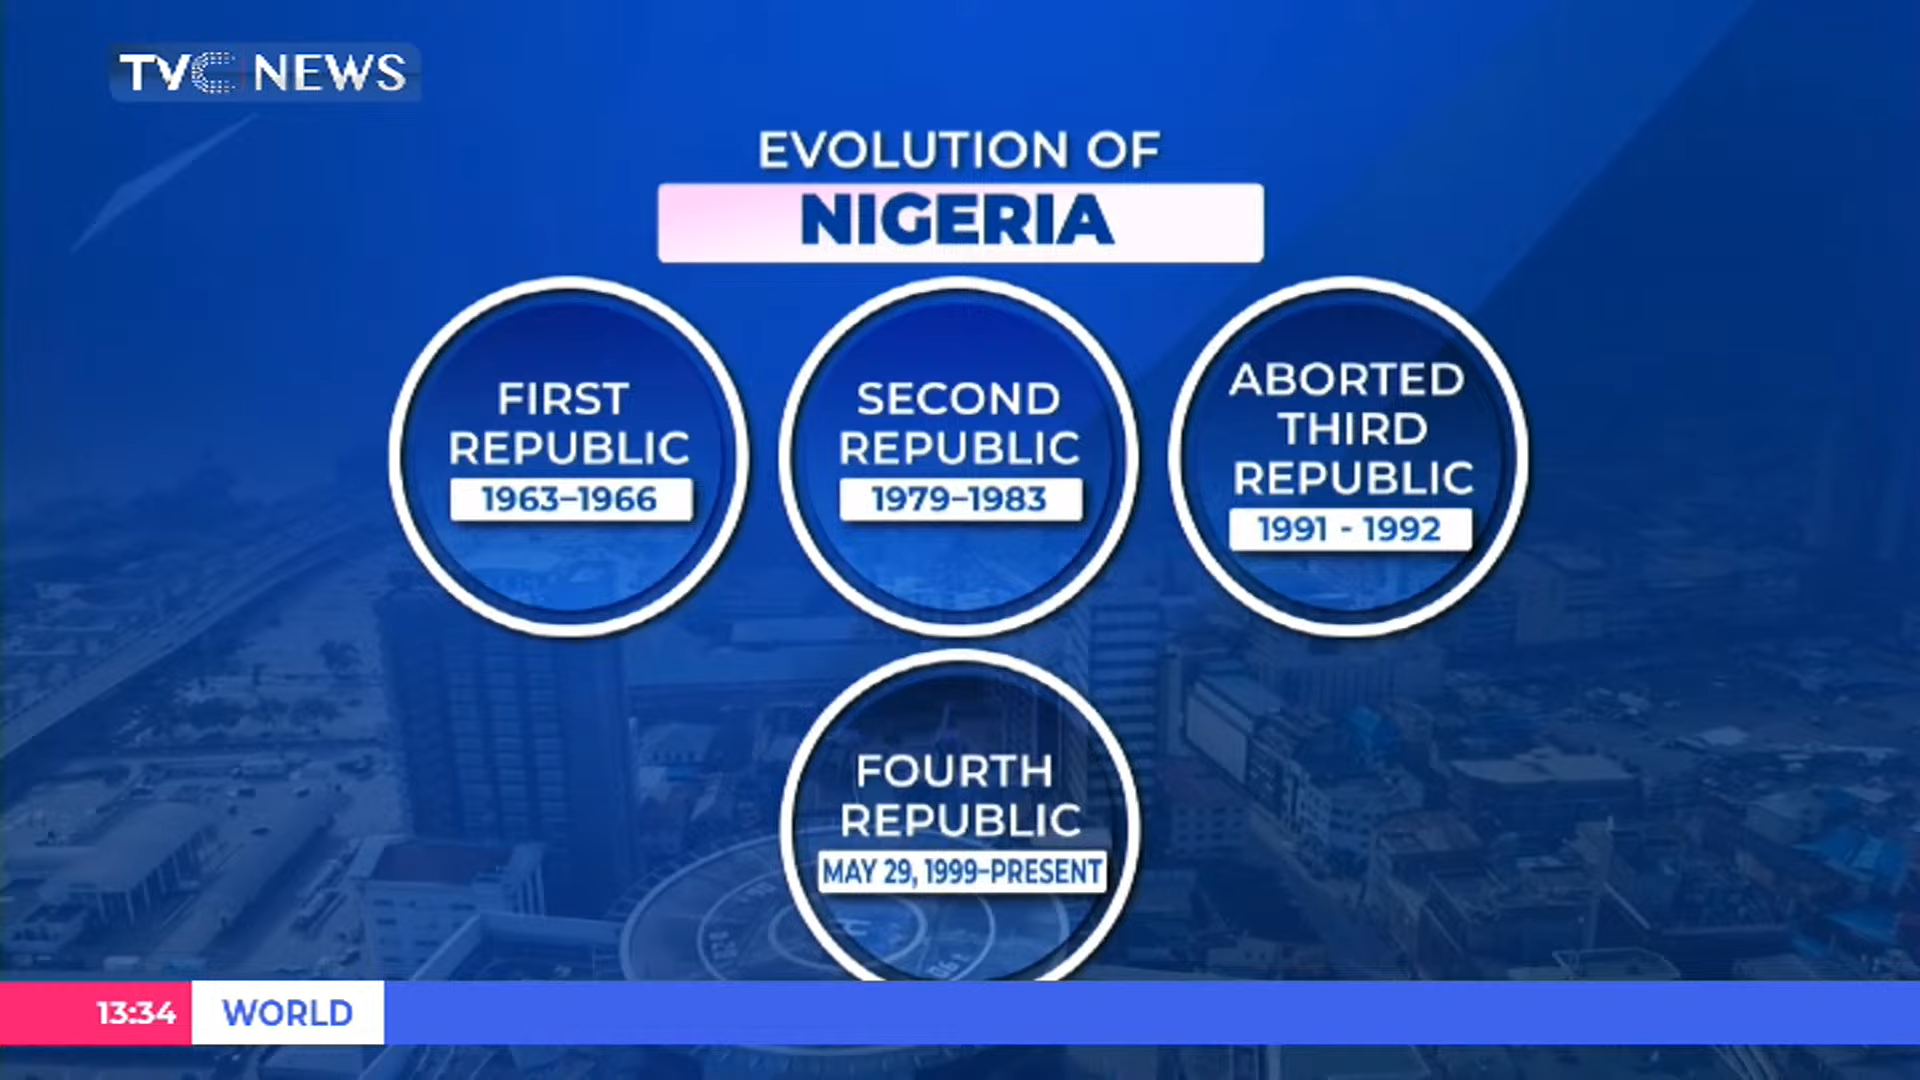 TVC NEWS
EVOLUTION OF
NIGERIA
FIRST
REPUBLIC
1963–1966
SECOND
REPUBLIC
1979–1983
ABORTED
THIRD
REPUBLIC
1991 - 1992
FOURTH
REPUBLIC
MAY 29, 1999–PRESENT
13:34
WORLD